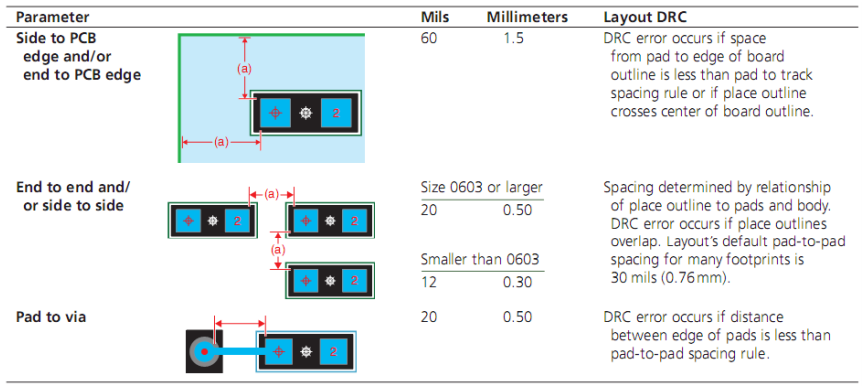 Parameter Mils Millimeters Layout DRC
Side to PCB
edge and/or
end to PCB edge
(a)
(a)
2
60 1.5
DRC error occurs if space
from pad to edge of board
outline is less than pad to track
spacing rule or if place outline
crosses center of board outline.
End to end and/
or side to side
(a)
2 2
(a)
2
Size 0603 or larger
20 0.50
Smaller than 0603
12 0.30
Spacing determined by relationship
of place outline to pads and body.
DRC error occurs if place outlines
overlap. Layout's default pad-to-pad
spacing for many footprints is
30 mils (0.76 mm).
Pad to via
2
20 0.50
DRC error occurs if distance
between edge of pads is less than
pad-to-pad spacing rule.